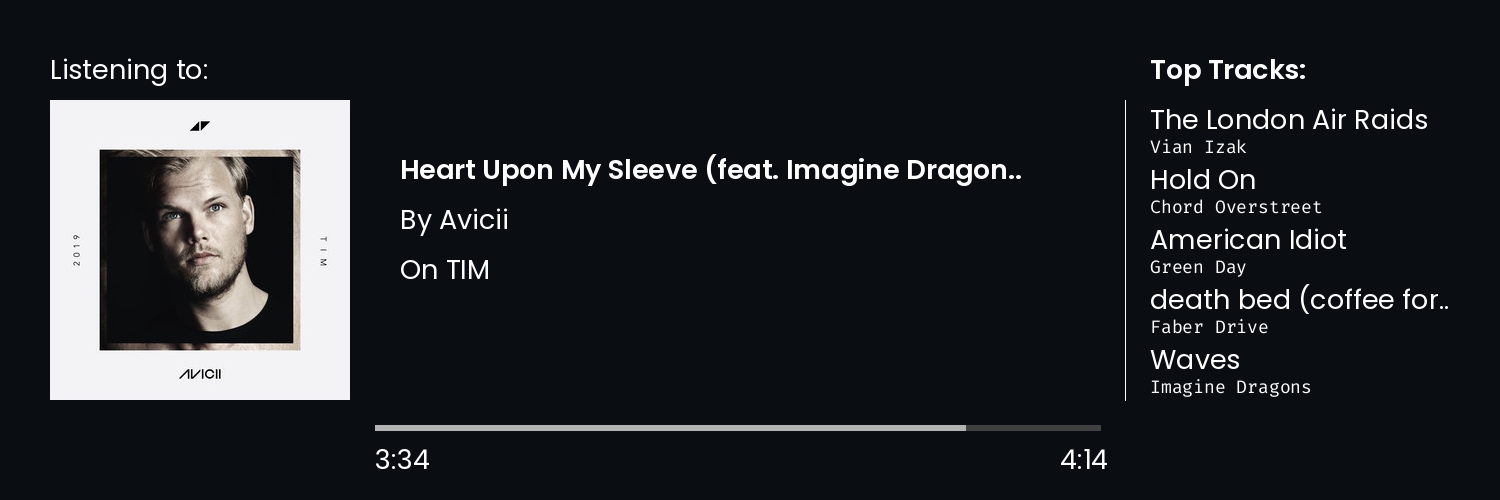 Listening to:
2019
TIM
AVICII
Heart Upon My Sleeve (feat. Imagine Dragon..
By Avicii
On TIM
3:34
4:14
Top Tracks:
The London Air Raids
Vian Izak
Hold On
Chord Overstreet
American Idiot
Green Day
death bed (coffee for..
Faber Drive
Waves
Imagine Dragons